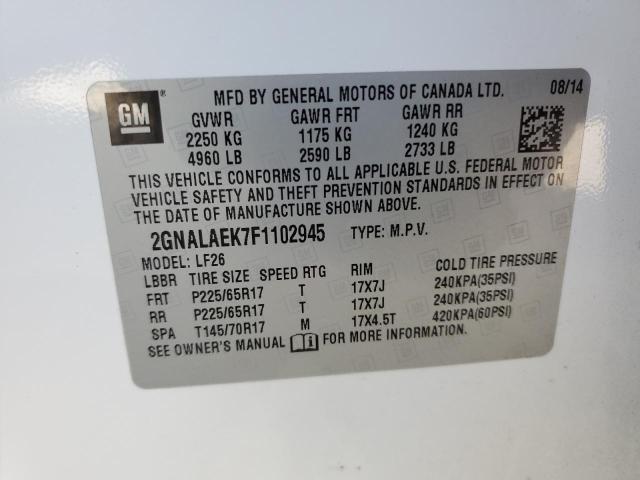 GM ®
MFD BY GENERAL MOTORS OF CANADA LTD. 08/14
GVWR GAWR FRT GAWR RR
2250 KG 1175 KG 1240 KG
4960 LB 2590 LB 2733 LB
THIS VEHICLE CONFORMS TO ALL APPLICABLE U.S. FEDERAL MOTOR
VEHICLE SAFETY AND THEFT PREVENTION STANDARDS IN EFFECT ON
THE DATE OF MANUFACTURE SHOWN ABOVE.
2GNALAEK7F1102945 TYPE: M.P.V.
MODEL: LF26
LBBR TIRE SIZE SPEED RTG RIM COLD TIRE PRESSURE
FRT P225/65R17 T 17X7J 240KPA(35PSI)
RR P225/65R17 T 17X7J 240KPA(35PSI)
SPA T145/70R17 M 17X4.5T 420KPA(60PSI)
SEE OWNER'S MANUAL i FOR MORE INFORMATION.